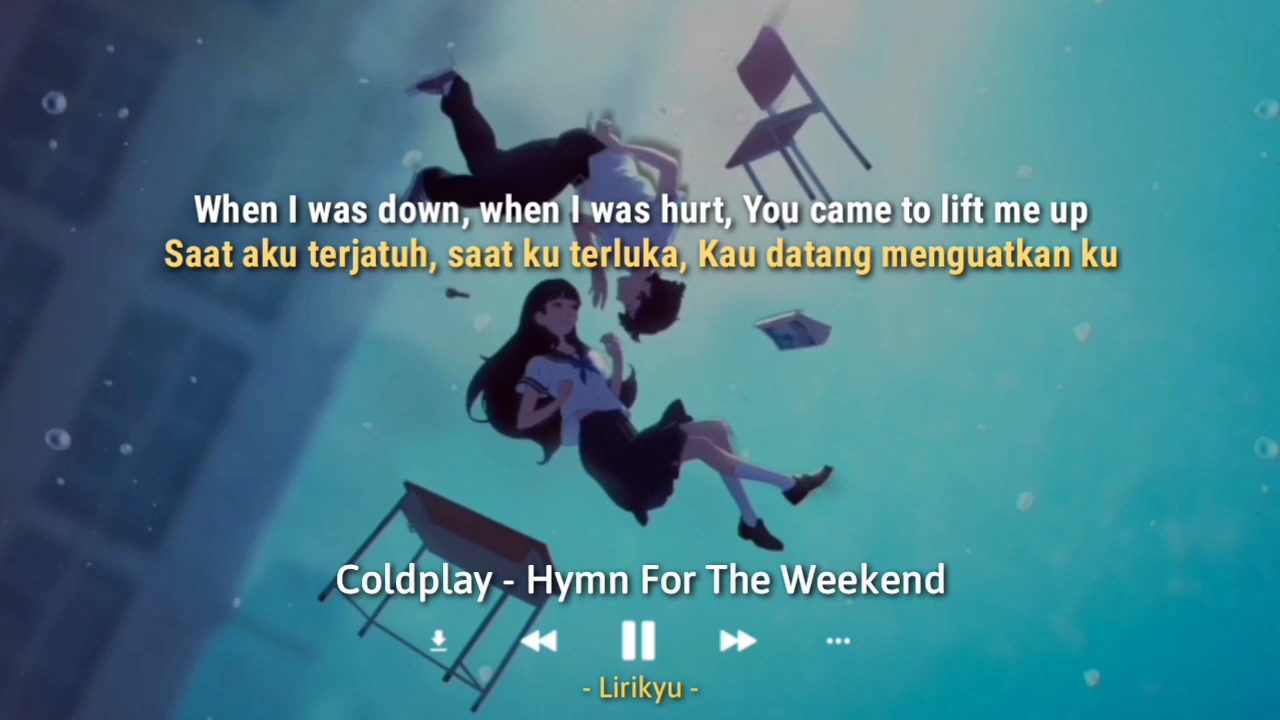 When I was down, when I was hurt, You came to lift me up
Saat aku terjatuh, saat ku terluka, Kau datang menguatkan ku
Coldplay - Hymn For The Weekend
- Lirikyu -